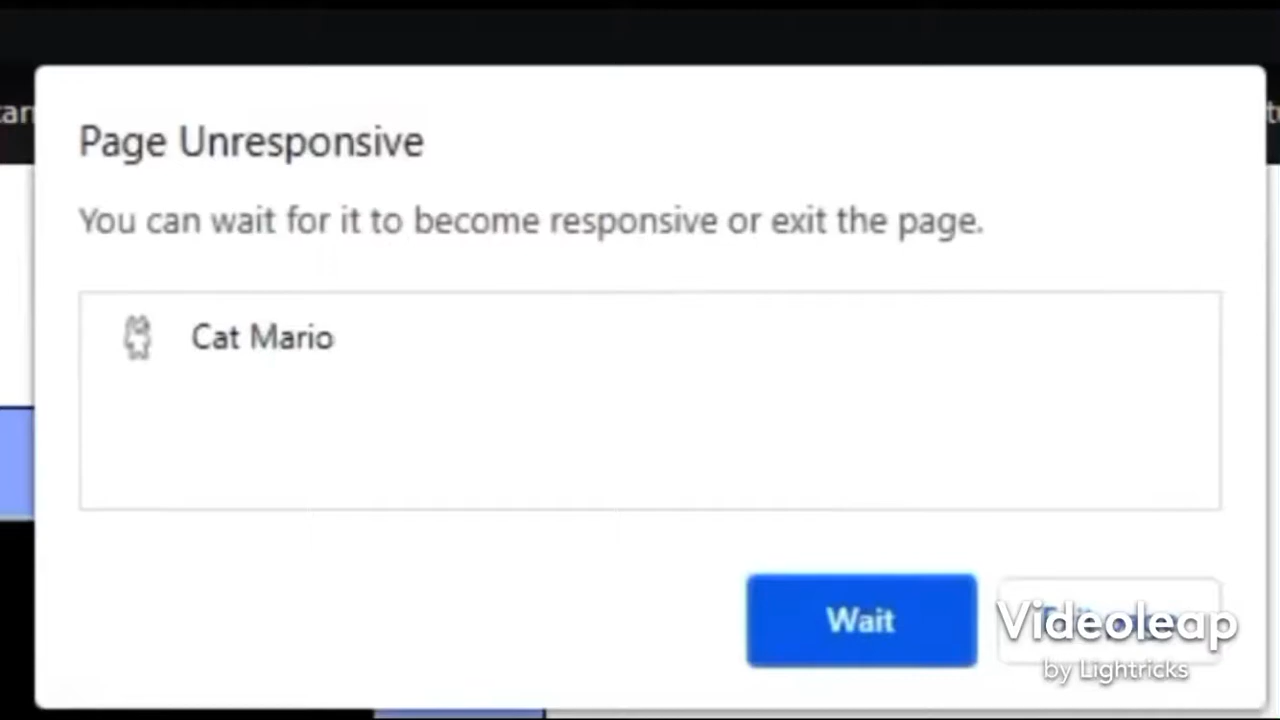 Page Unresponsive
You can wait for it to become responsive or exit the page.
Cat Mario
Wait
Videoleap
by Lightricks